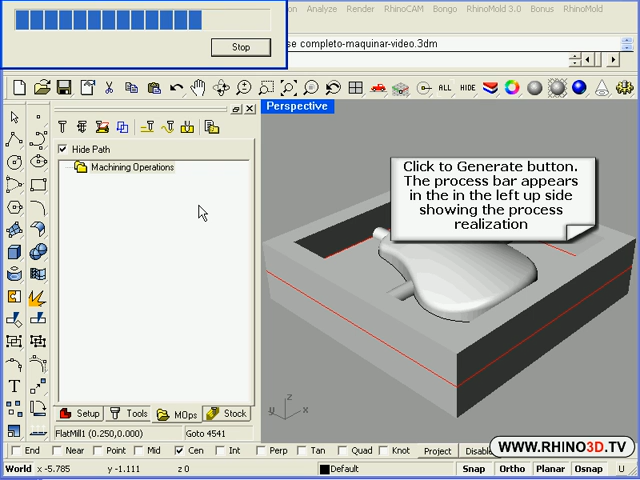 Analyze Render RhinoCAM Bongo RhinoMold 3.0 Bonus RhinoMold
Stop
se completo-maquinar-video.3dm
ALL HIDE
Perspective
Hide Path
Machining Operations
Click to Generate button.
The process bar appears
in the in the left up side
showing the process
realization
z
y x
T
Setup Tools MOps Stock
FlatMill1 (0.250,0.000) Goto 4541
WWW.RHINO3D.TV
End Near Point Mid Cen Int Perp Tan Quad Knot Project
World x -5.785 y -1.111 z 0 Default Snap Ortho Planar Osnap